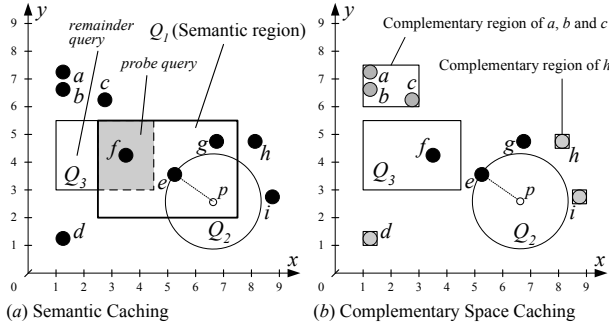 y
remainder
query
Q1 (Semantic region)
probe query
a
b
c
f
g
h
Q3
e
p
Q2
i
d
x
0 1 2 3 4 5 6 7 8 9
1
2
3
4
5
6
7
8
9
(a) Semantic Caching
y
Complementary region of a, b and c
Complementary region of h
a
b
c
f
g
h
Q3
e
p
Q2
i
d
x
0 1 2 3 4 5 6 7 8 9
1
2
3
4
5
6
7
8
9
(b) Complementary Space Caching